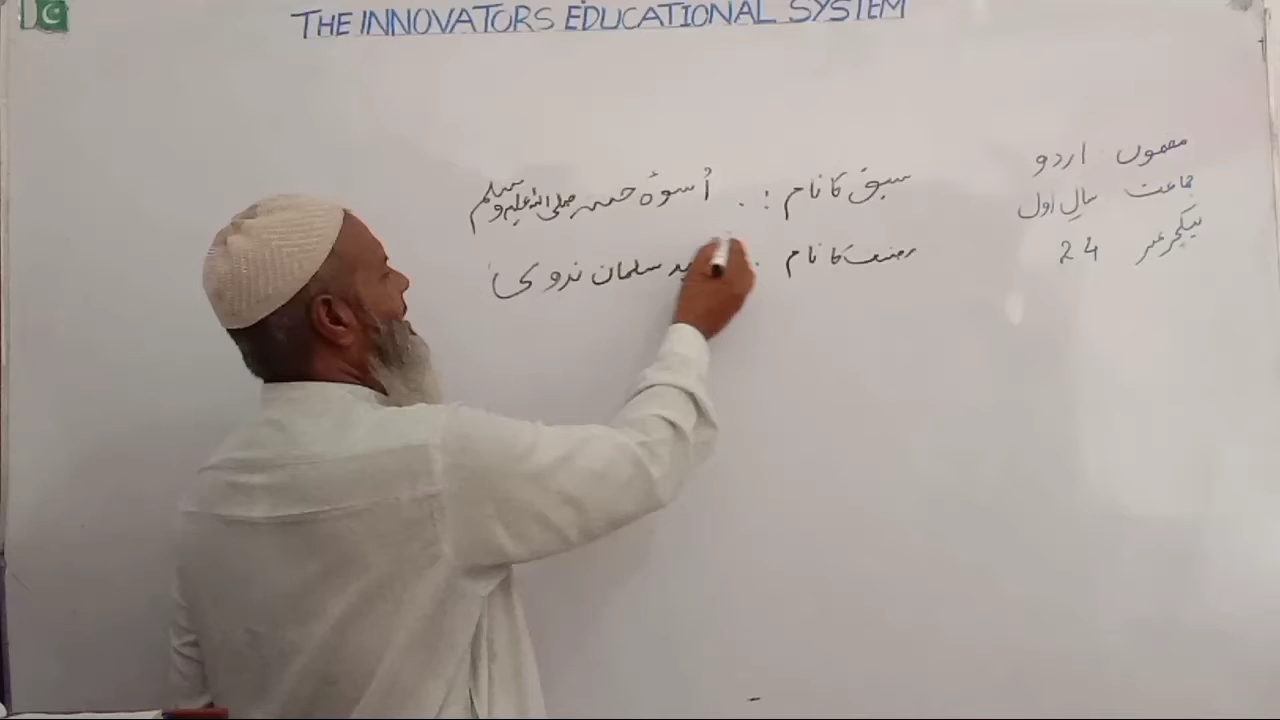 THE INNOVATORS EDUCATIONAL SYSTEM
مضمون اردو
جماعت سالِ اول
لیکچر نمبر 24
سبق کا نام : اُسوۂ حسنہ صلی اللہ علیہ وسلم
مصنف کا نام سلمان ندوی